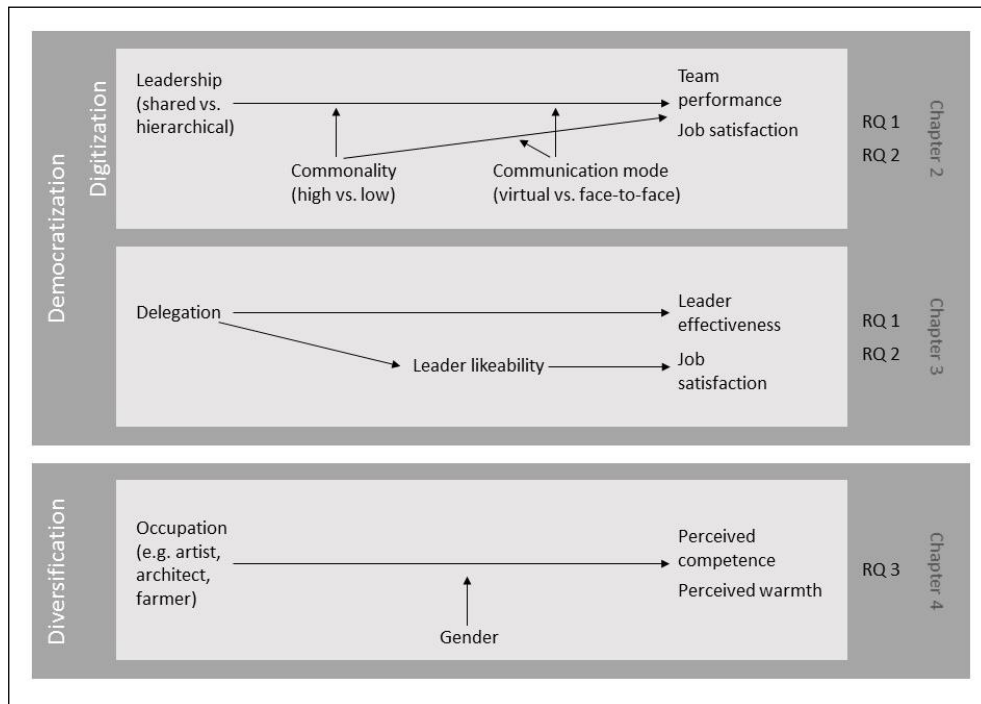 Democratization
Digitization
Leadership
(shared vs.
hierarchical)
Team
performance
Job satisfaction
Commonality
(high vs. low)
Communication mode
(virtual vs. face-to-face)
RQ 1
RQ 2
Chapter 2
Delegation
Leader
effectiveness
Leader likeability
Job
satisfaction
RQ 1
RQ 2
Chapter 3
Diversification
Occupation
(e.g. artist,
architect,
farmer)
Perceived
competence
Perceived warmth
Gender
RQ 3
Chapter 4